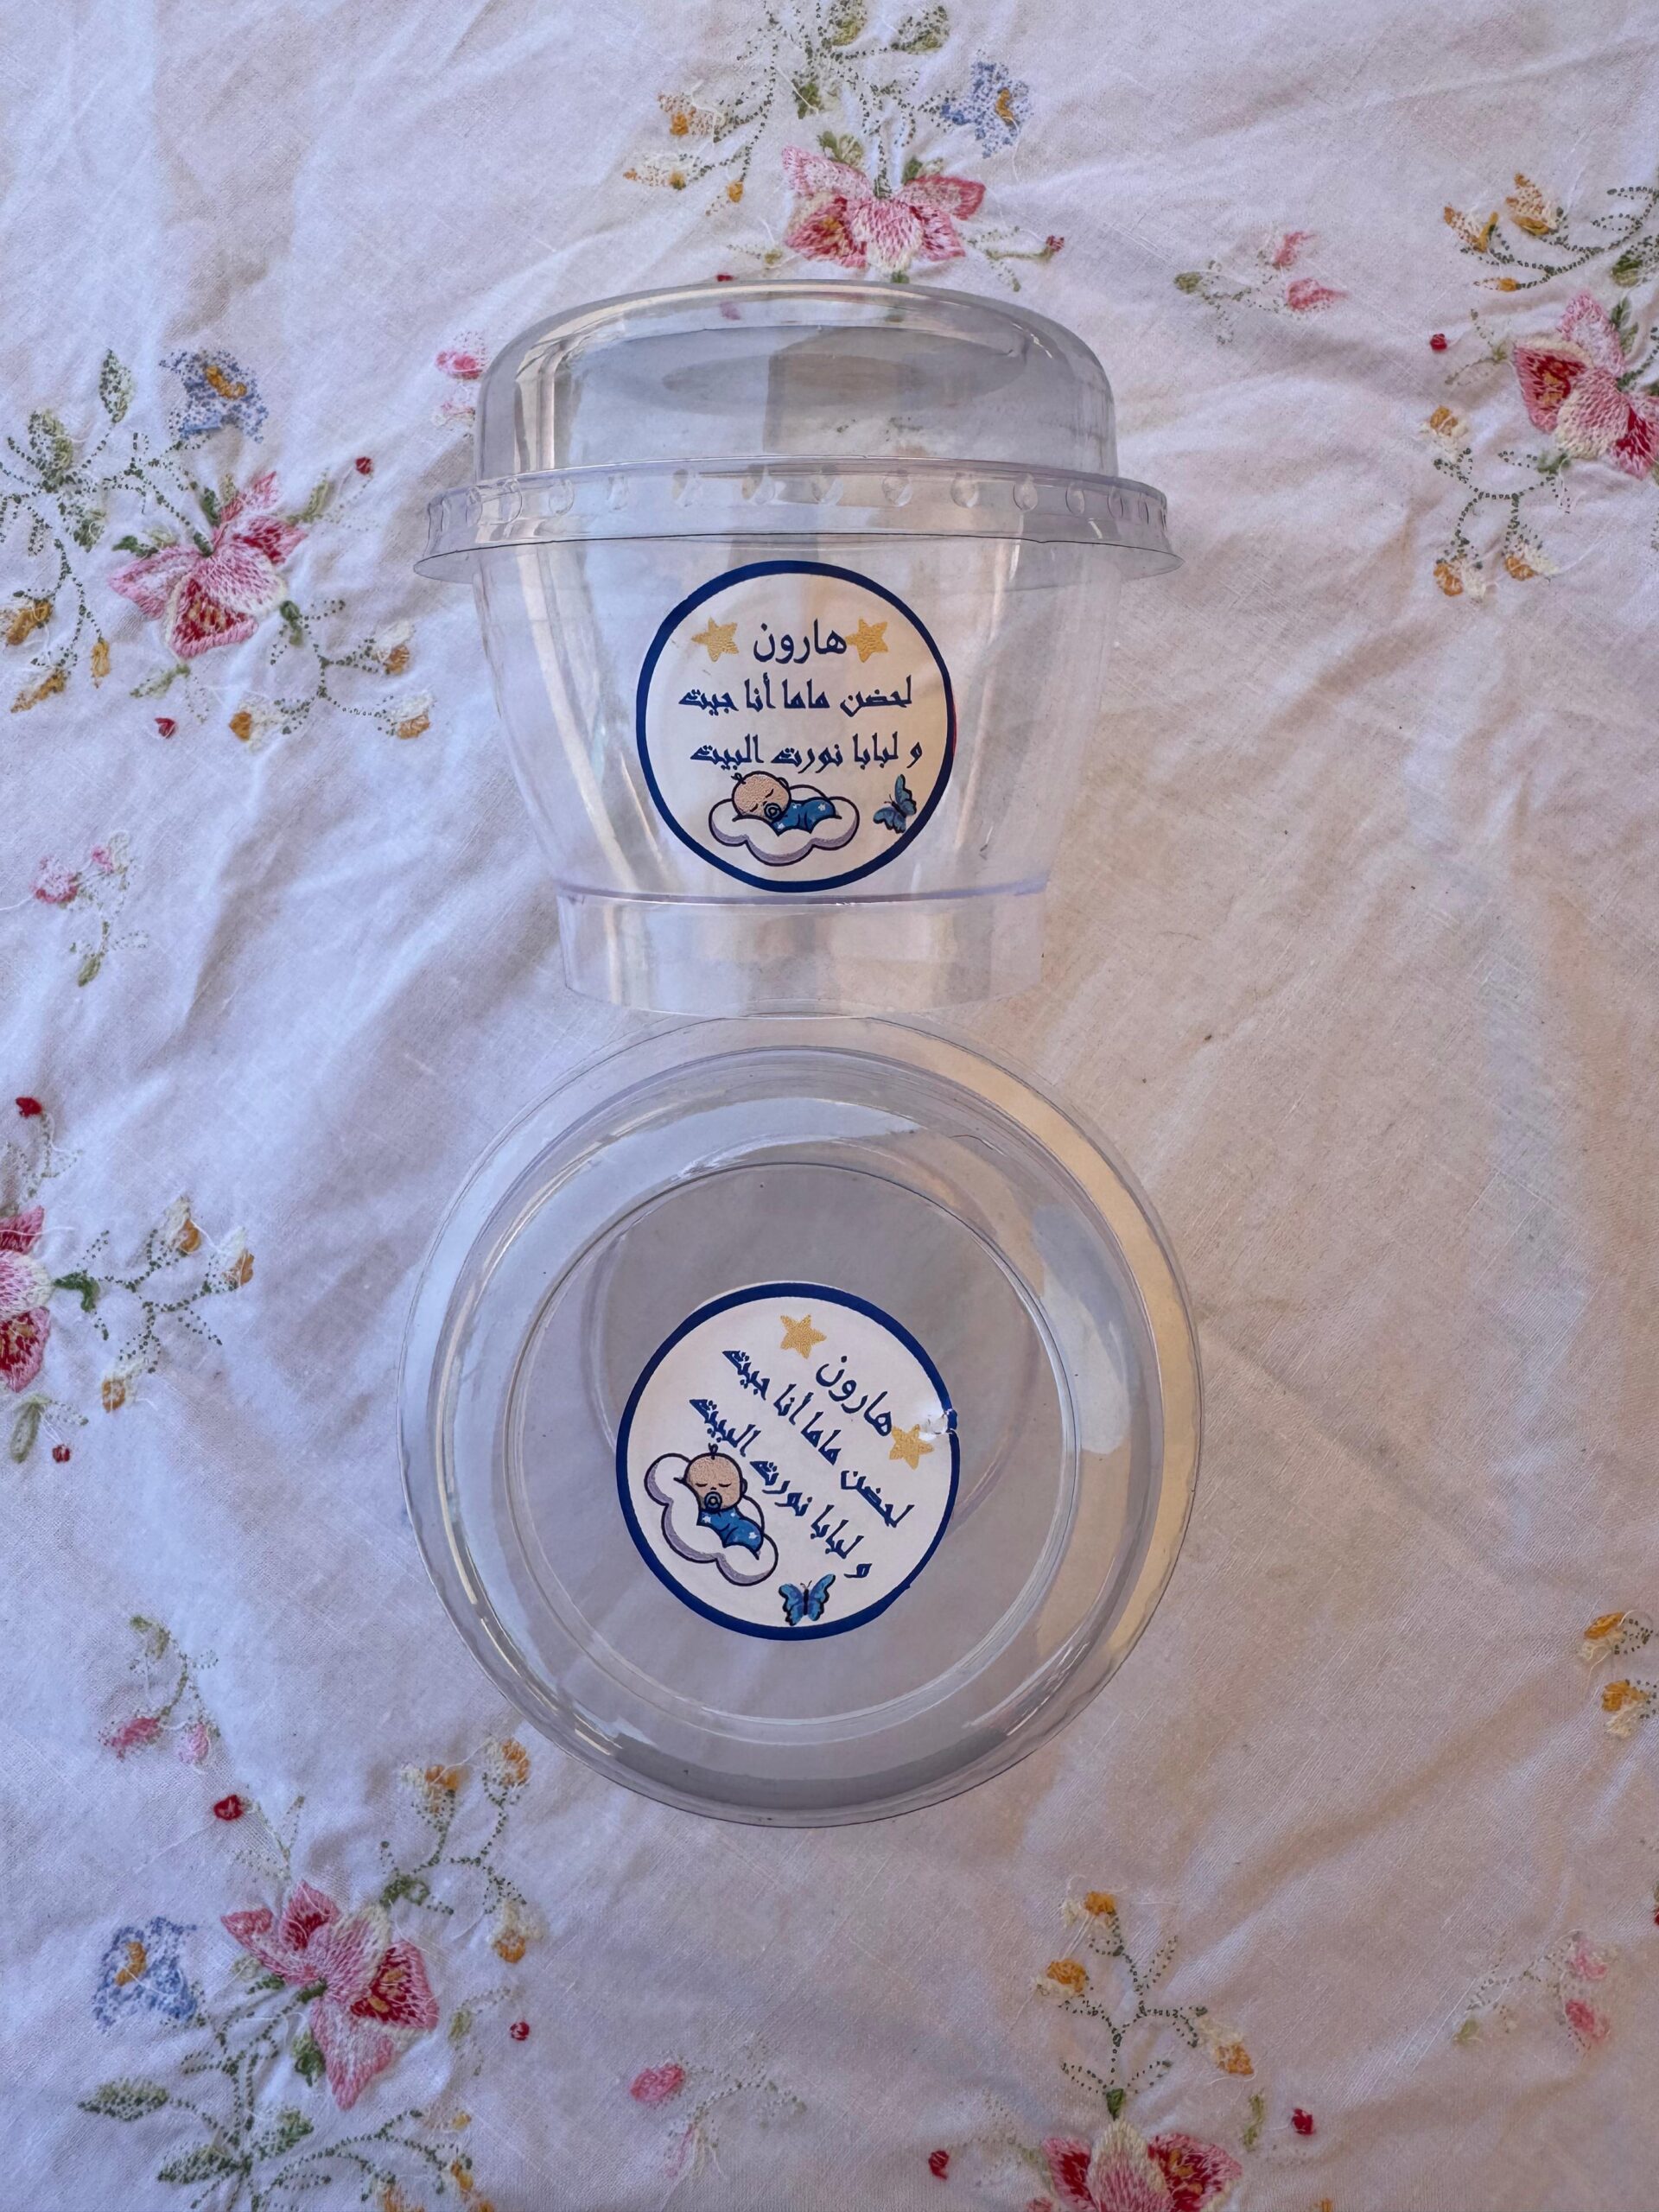 هارون
لحضن ماما أنا جيت
و لبابا نورت البيت
هارون
لحضن ماما أنا جيت
و لبابا نورت البيت